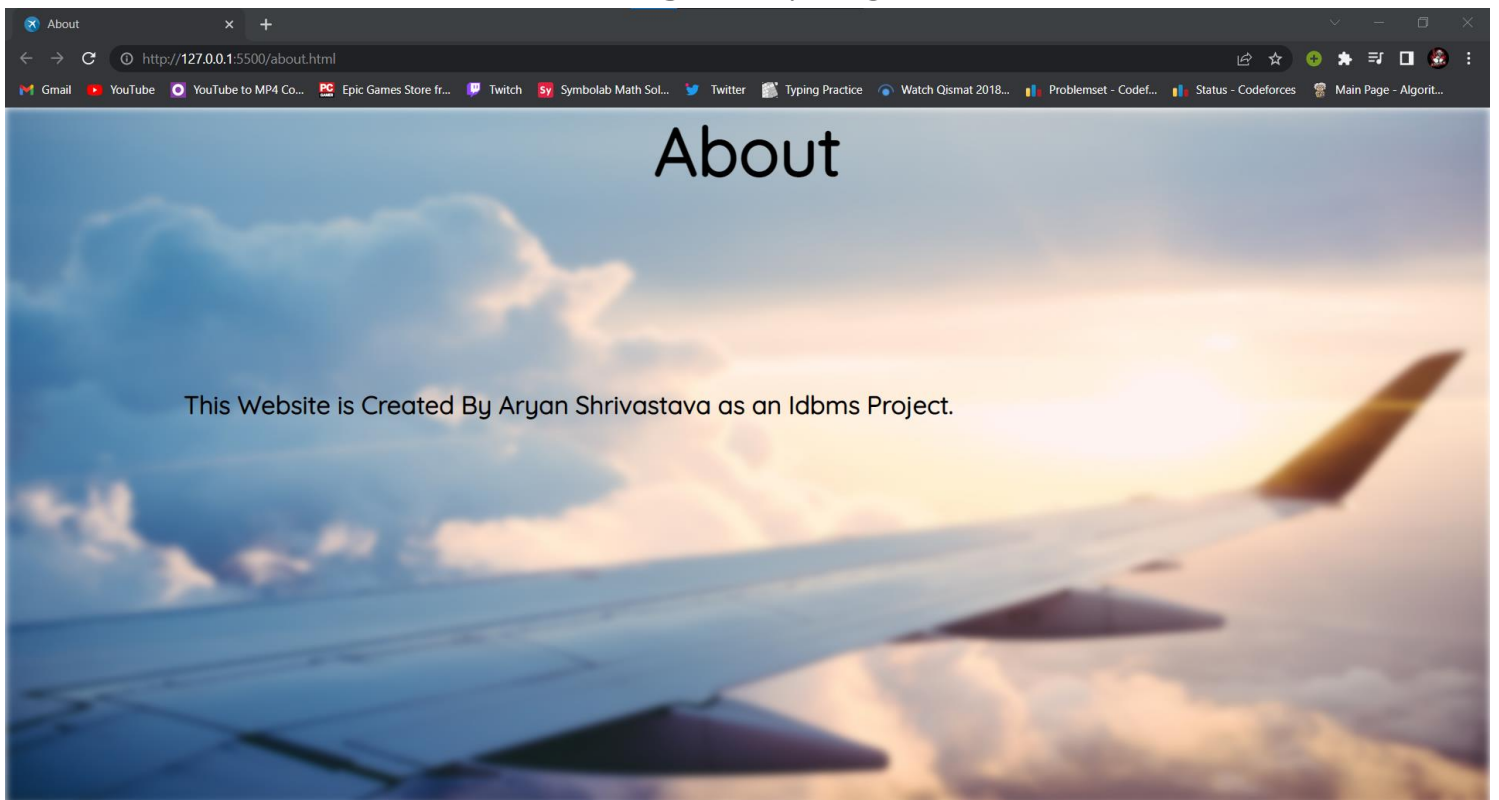 About
http://127.0.0.1:5500/about.html
Gmail YouTube YouTube to MP4 Co... Epic Games Store fr... Twitch Sy Symbolab Math Sol... Twitter Typing Practice Watch Qismat 2018... Problemset - Codef... Status - Codeforces Main Page - Algorit...
About
This Website is Created By Aryan Shrivastava as an Idbms Project.